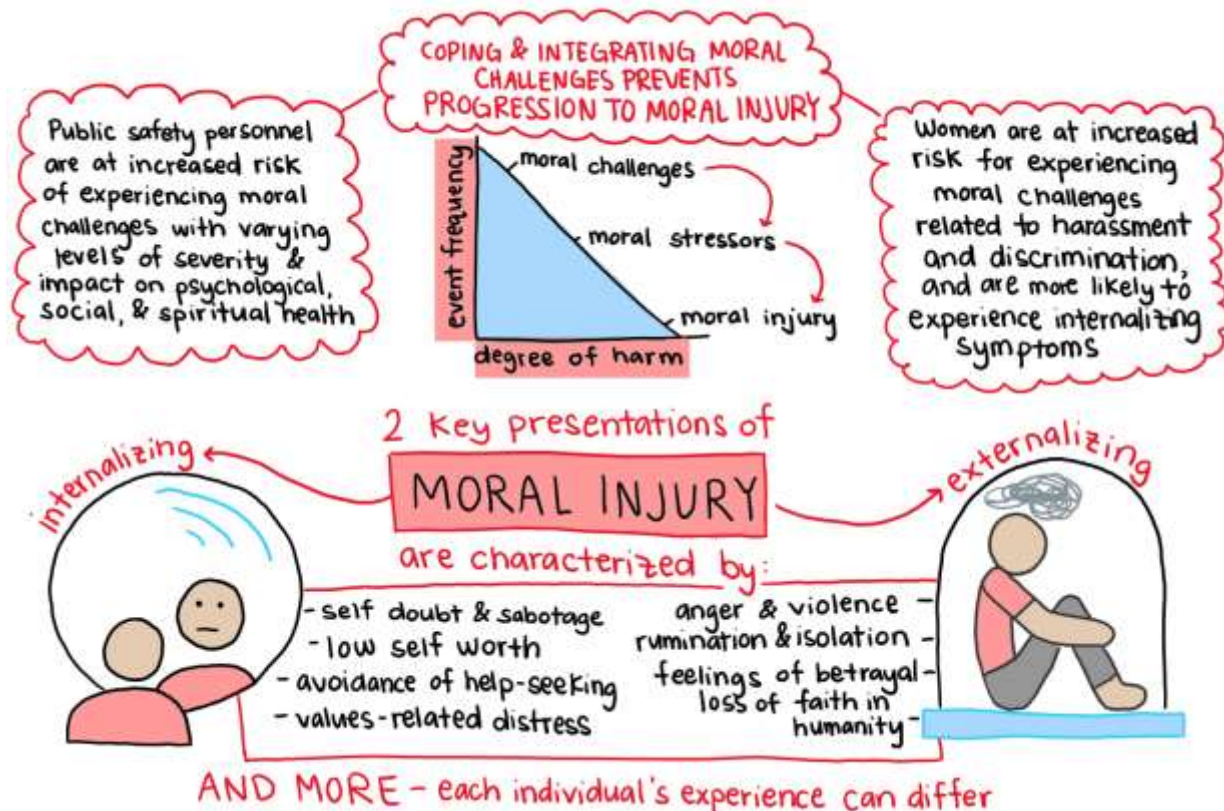 COPING & INTEGRATING MORAL
CHALLENGES PREVENTS
PROGRESSION TO MORAL INJURY
Public safety personnel
are at increased risk
of experiencing moral
challenges with varying
levels of severity &
impact on psychological,
social, & spiritual health
event frequency
moral challenges
moral stressors
moral injury
degree of harm
Women are at increased
risk for experiencing
moral challenges
related to harassment
and discrimination,
and are more likely to
experience internalizing
symptoms
2 key presentations of
MORAL INJURY
are characterized by:
internalizing
- self doubt & sabotage
- low self worth
- avoidance of help-seeking
- values-related distress
externalizing
anger & violence -
rumination & isolation -
feelings of betrayal -
loss of faith in
humanity -
AND MORE - each individual's experience can differ